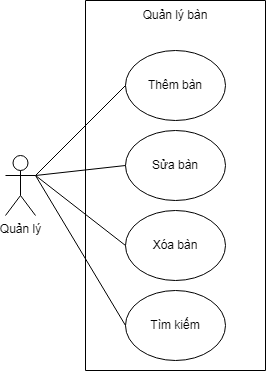 Quản lý bàn
Thêm bàn
Sửa bàn
Quản lý
Xóa bàn
Tìm kiếm